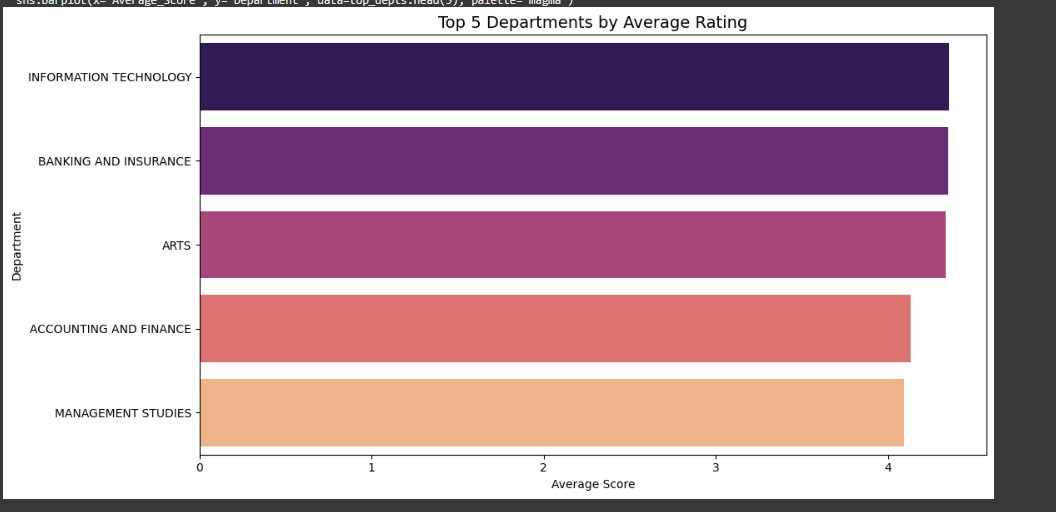 sns.barplot(x='Average_Score', y='Department', data=top_depts.head(5), palette='magma')
Top 5 Departments by Average Rating
INFORMATION TECHNOLOGY
BANKING AND INSURANCE
ARTS
ACCOUNTING AND FINANCE
MANAGEMENT STUDIES
Department
0 1 2 3 4
Average Score